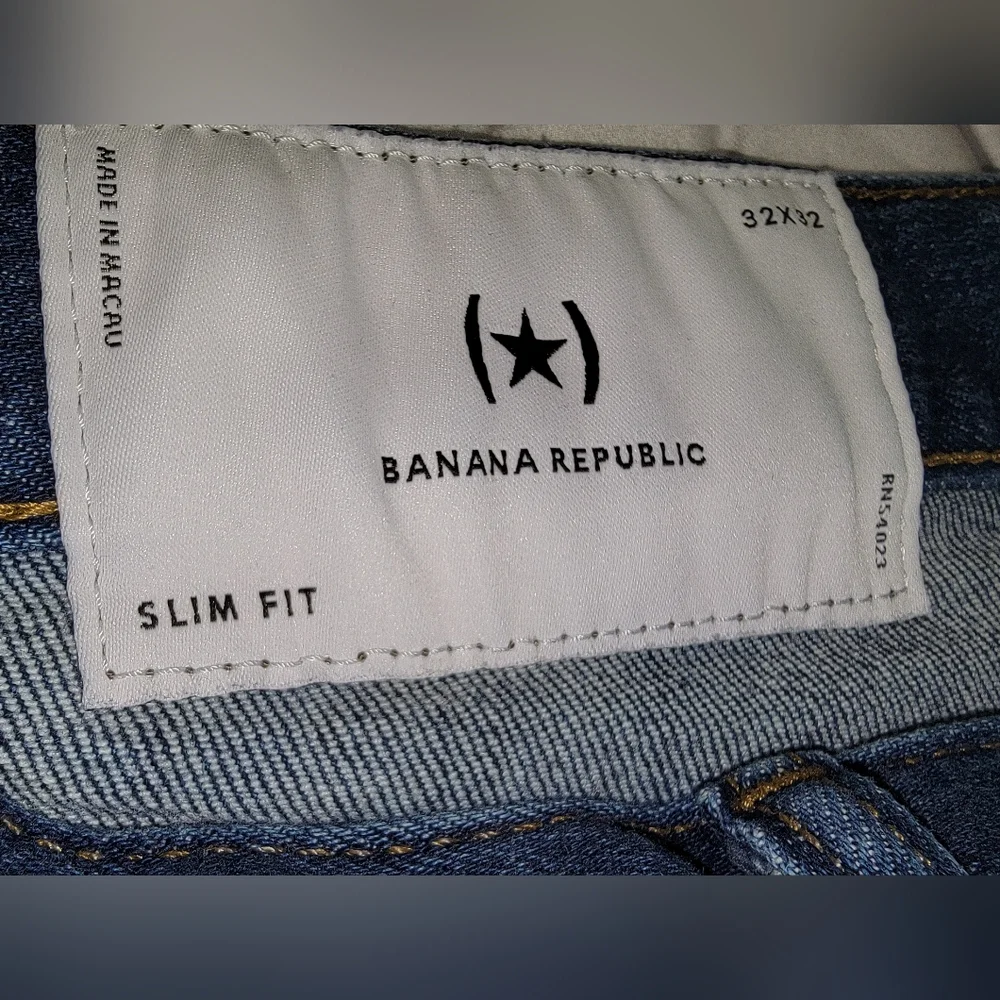 MADE IN MACAU
32X32
(★)
BANANA REPUBLIC
RN54023
SLIM FIT